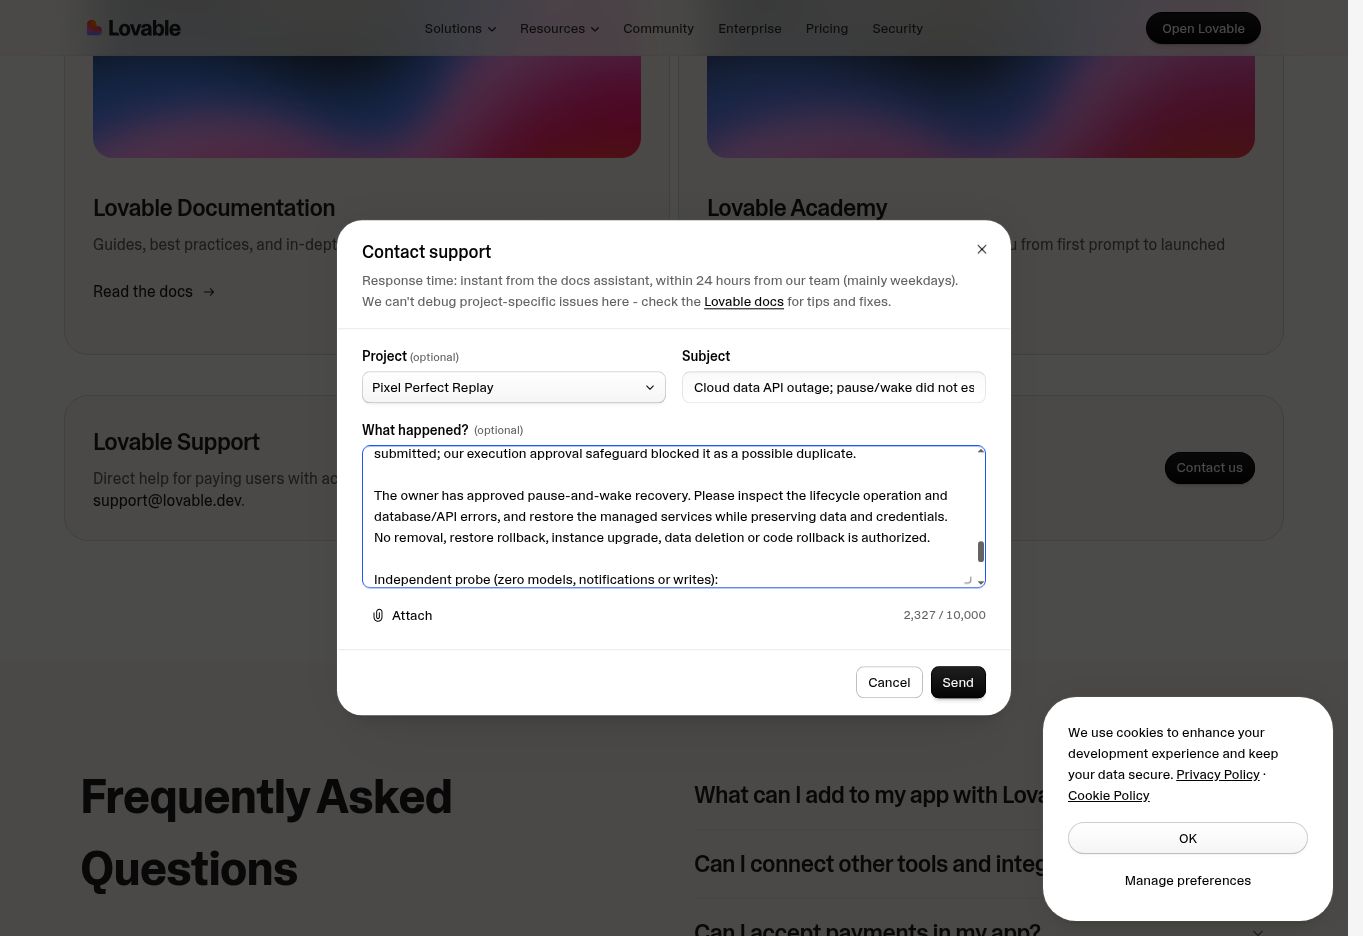 Lovable
Solutions
Resources
Community
Enterprise
Pricing
Security
Open Lovable
Lovable Documentation
Guides, best practices, and in-dept
Read the docs →
Lovable Academy
u from first prompt to launched
Lovable Support
Direct help for paying users with ac
support@lovable.dev.
Contact us
Contact support
Response time: instant from the docs assistant, within 24 hours from our team (mainly weekdays).
We can't debug project-specific issues here - check the Lovable docs for tips and fixes.
Project (optional)
Subject
Pixel Perfect Replay
Cloud data API outage; pause/wake did not es
What happened? (optional)
submitted; our execution approval safeguard blocked it as a possible duplicate.
The owner has approved pause-and-wake recovery. Please inspect the lifecycle operation and
database/API errors, and restore the managed services while preserving data and credentials.
No removal, restore rollback, instance upgrade, data deletion or code rollback is authorized.
Independent probe (zero models, notifications or writes):
Attach
2,327 / 10,000
Cancel
Send
Frequently Asked
Questions
What can I add to my app with Lova
Can I connect other tools and integ
Can I accept payments in my app?
We use cookies to enhance your
development experience and keep
your data secure. Privacy Policy ·
Cookie Policy
OK
Manage preferences